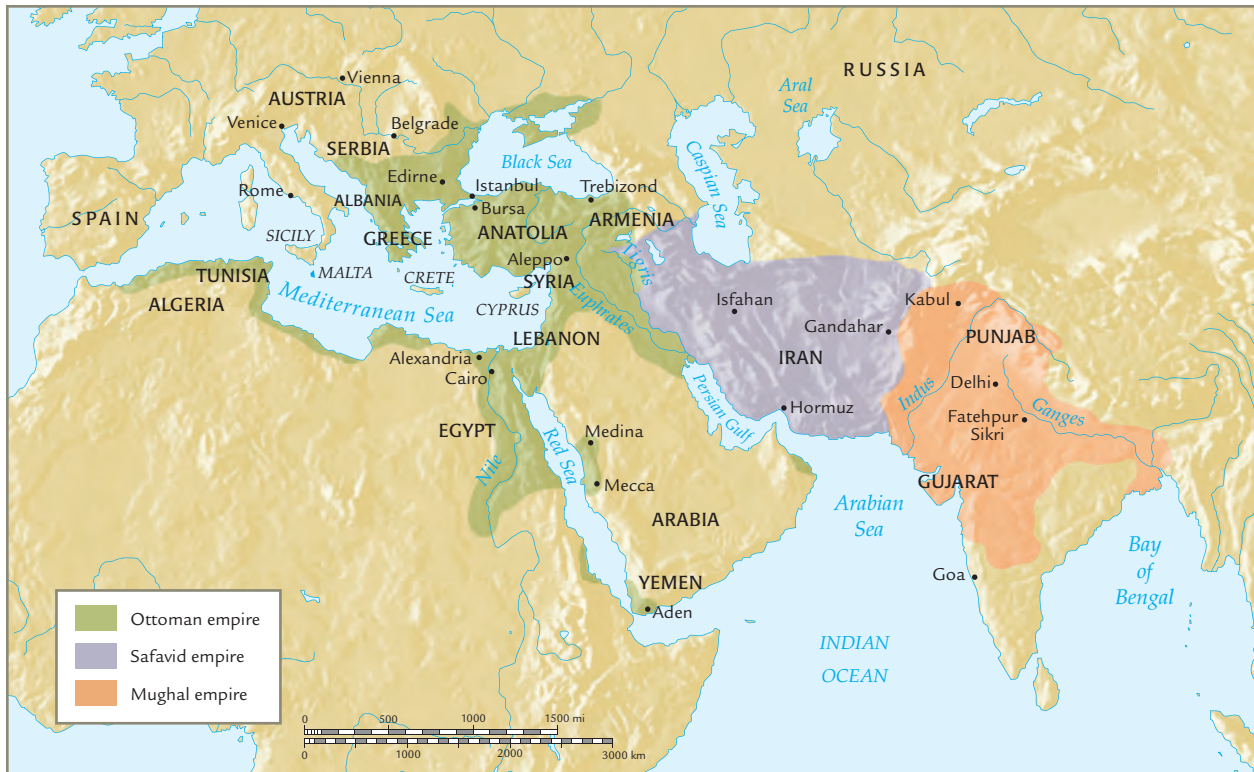 RUSSIA
Aral
Sea
Vienna
AUSTRIA
Venice
Belgrade
SERBIA
Caspian Sea
Black Sea
Edirne
Istanbul
Trebizond
Rome
ALBANIA
Bursa
SPAIN
ARMENIA
SICILY
GREECE
ANATOLIA
Tigris
Aleppo
TUNISIA
MALTA
CRETE
SYRIA
ALGERIA
Mediterranean Sea
CYPRUS
Euphrates
Isfahan
Kabul
Gandahar
PUNJAB
LEBANON
Alexandria
IRAN
Cairo
Delhi
Indus
Persian Gulf
Hormuz
Ganges
Fatehpur
Sikri
EGYPT
Red Sea
Medina
Nile
Mecca
GUJARAT
Arabian
Sea
ARABIA
Bay
of
Bengal
YEMEN
Goa
Aden
INDIAN
OCEAN
Ottoman empire
Safavid empire
Mughal empire
0 500 1000 1500 mi
0 1000 2000 3000 km